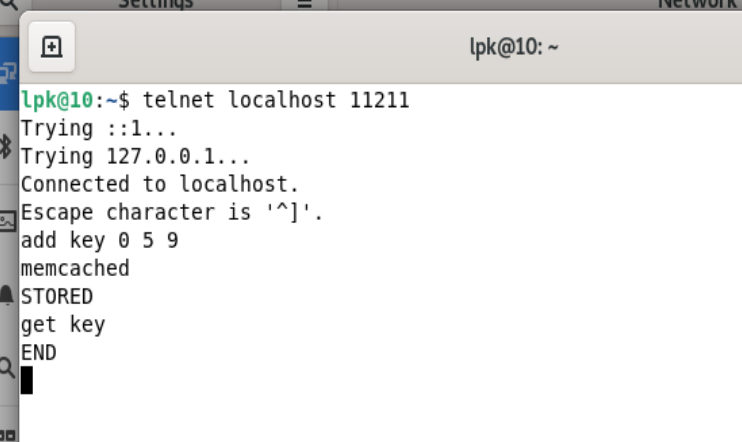 Settings
Network
lpk@10: ~
lpk@10:~$ telnet localhost 11211
Trying ::1...
Trying 127.0.0.1...
Connected to localhost.
Escape character is '^]'.
add key 0 5 9
memcached
STORED
get key
END